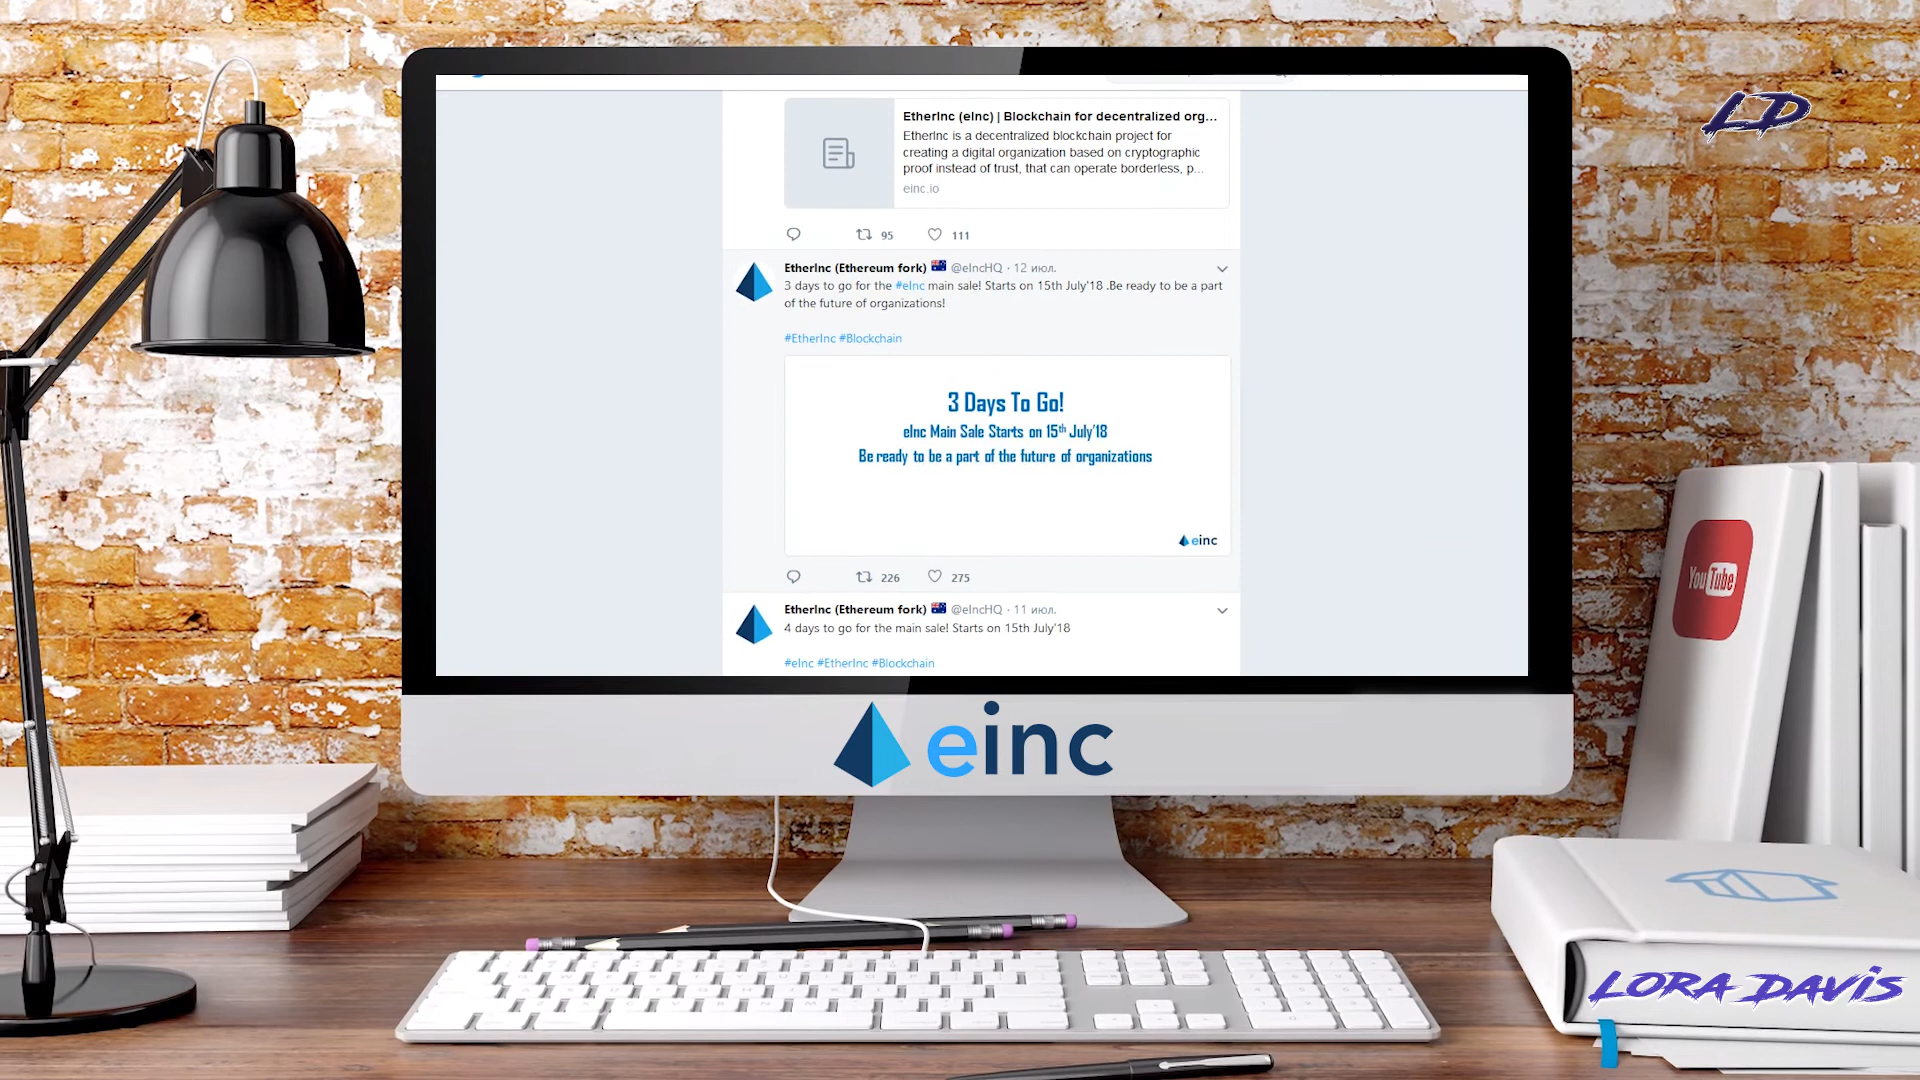 EtherInc (eInc) | Blockchain for decentralized org...
EtherInc is a decentralized blockchain project for
creating a digital organization based on cryptographic
proof instead of trust, that can operate borderless, p...
einc.io
95 111
EtherInc (Ethereum fork) @eIncHQ · 12 июл.
3 days to go for the #eInc main sale! Starts on 15th July'18 .Be ready to be a part
of the future of organizations!
#EtherInc #Blockchain
3 Days To Go!
eInc Main Sale Starts on 15th July'18
Be ready to be a part of the future of organizations
einc
226 275
EtherInc (Ethereum fork) @eIncHQ · 11 июл.
4 days to go for the main sale! Starts on 15th July'18
#eInc #EtherInc #Blockchain
einc
LD
YouTube
LORA DAVIS